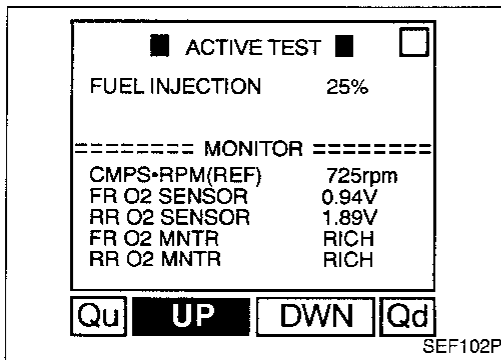 ■ ACTIVE TEST ■
FUEL INJECTION 25%
======== MONITOR ========
CMPS•RPM(REF) 725rpm
FR O2 SENSOR 0.94V
RR O2 SENSOR 1.89V
FR O2 MNTR RICH
RR O2 MNTR RICH
Qu UP DWN Qd
SEF102P